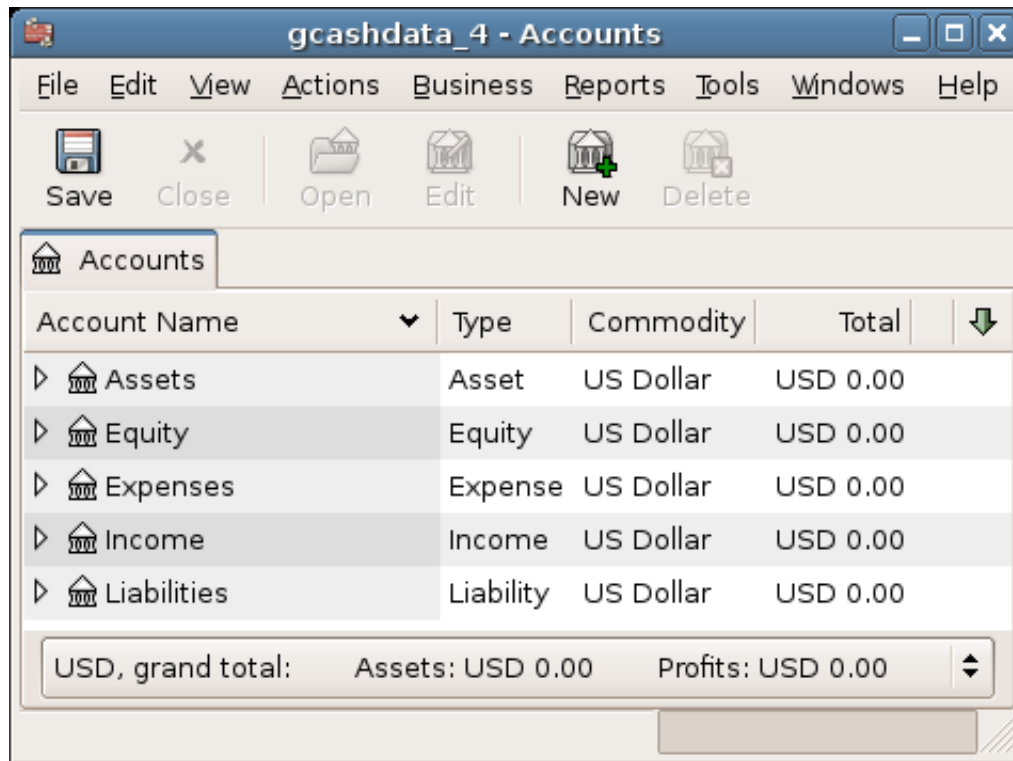 gcashdata_4 - Accounts
File Edit View Actions Business Reports Tools Windows Help
Save Close Open Edit New Delete
Accounts
Account Name Type Commodity Total
Assets Asset US Dollar USD 0.00
Equity Equity US Dollar USD 0.00
Expenses Expense US Dollar USD 0.00
Income Income US Dollar USD 0.00
Liabilities Liability US Dollar USD 0.00
USD, grand total: Assets: USD 0.00 Profits: USD 0.00